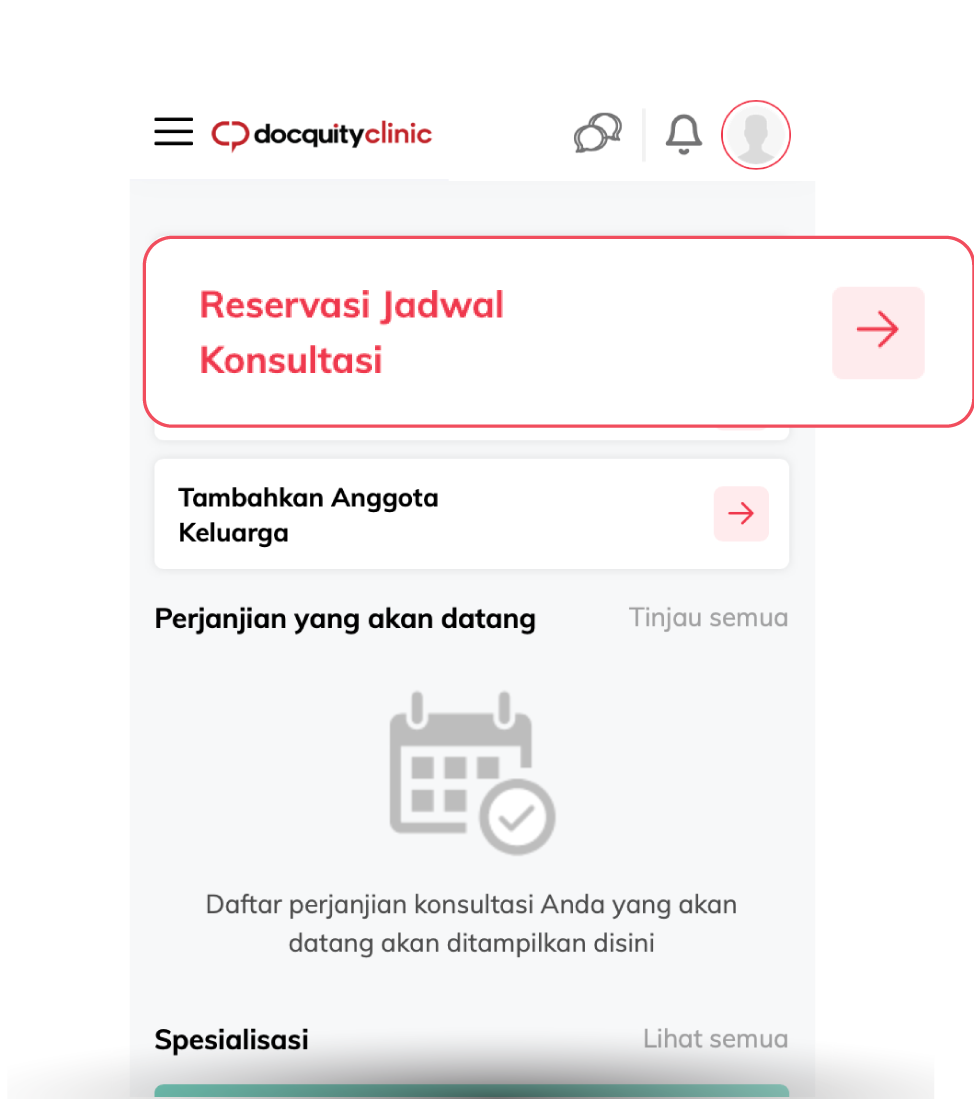 docquityclinic
Reservasi Jadwal
Konsultasi
Tambahkan Anggota
Keluarga
Perjanjian yang akan datang
Tinjau semua
Daftar perjanjian konsultasi Anda yang akan
datang akan ditampilkan disini
Spesialisasi
Lihat semua